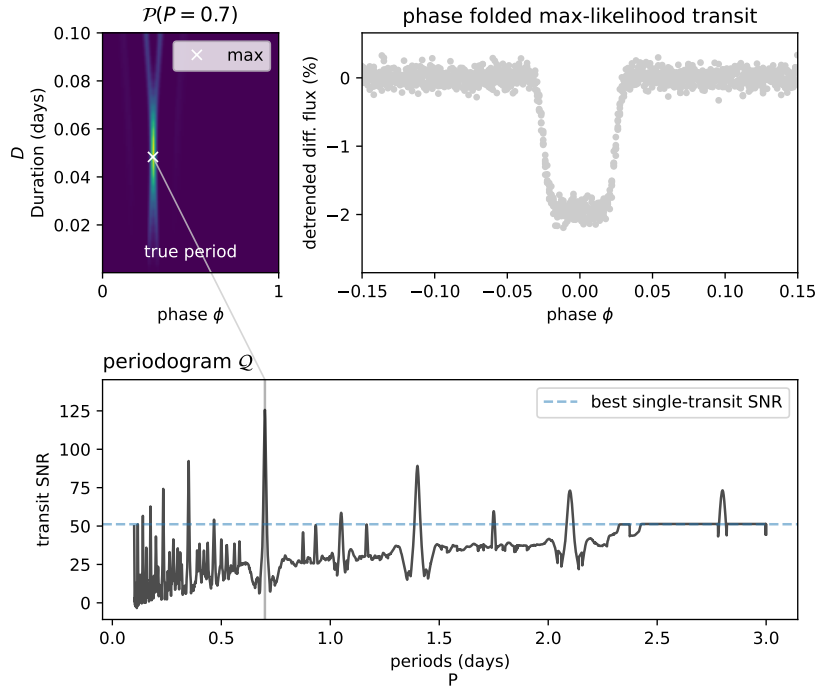 𝒫(P = 0.7)
max
true period
D
Duration (days)
0.10
0.08
0.06
0.04
0.02
0
1
phase ϕ
phase folded max-likelihood transit
detrended diff. flux (%)
0
−1
−2
−0.15
−0.10
−0.05
0.00
0.05
0.10
0.15
phase ϕ
periodogram 𝒬
best single-transit SNR
transit SNR
125
100
75
50
25
0
0.0
0.5
1.0
1.5
2.0
2.5
3.0
periods (days)
P